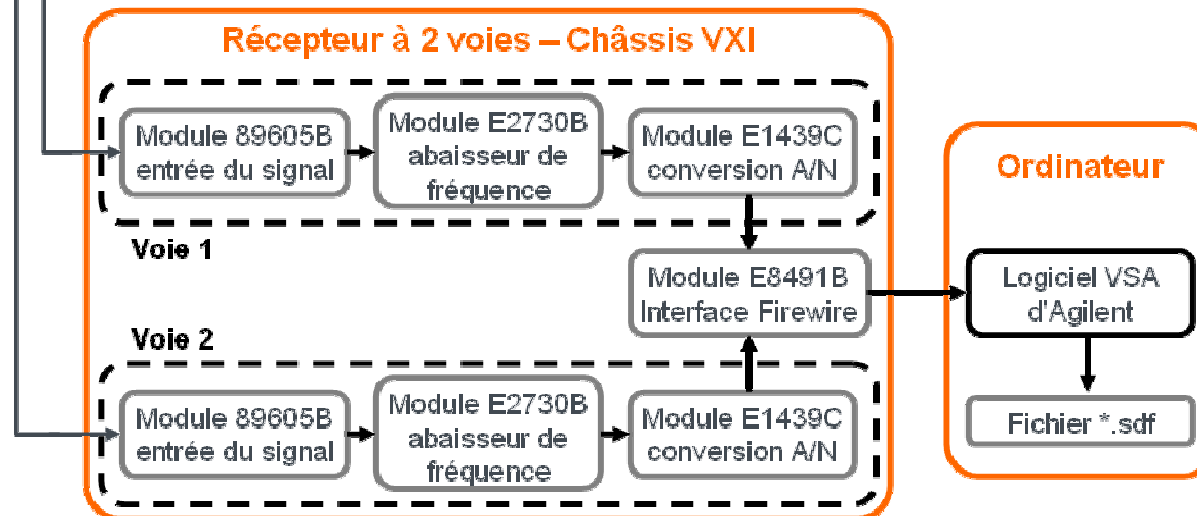 Récepteur à 2 voies – Châssis VXI
Module 89605B
entrée du signal
Module E2730B
abaisseur de
fréquence
Module E1439C
conversion A/N
Voie 1
Module E8491B
Interface Firewire
Voie 2
Module 89605B
entrée du signal
Module E2730B
abaisseur de
fréquence
Module E1439C
conversion A/N
Ordinateur
Logiciel VSA
d'Agilent
Fichier *.sdf